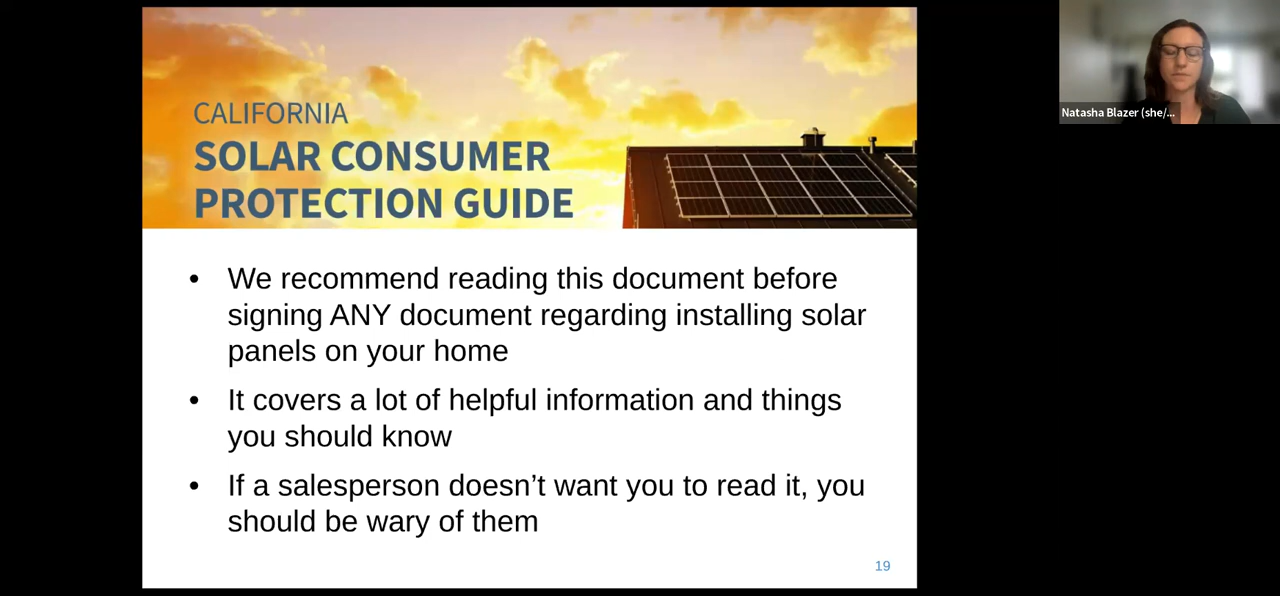 CALIFORNIA
SOLAR CONSUMER
PROTECTION GUIDE
• We recommend reading this document before
signing ANY document regarding installing solar
panels on your home
• It covers a lot of helpful information and things
you should know
• If a salesperson doesn’t want you to read it, you
should be wary of them
19
Natasha Blazer (she/...